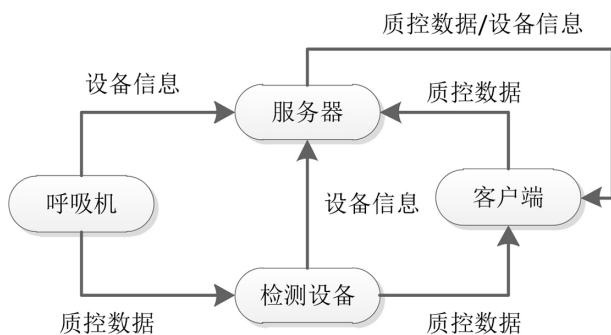 质控数据/设备信息
设备信息
服务器
质控数据
呼吸机
设备信息
客户端
检测设备
质控数据
质控数据